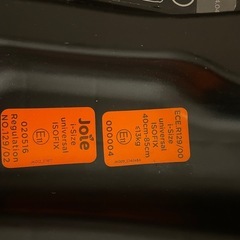 Joie
i-Size
universal
ISOFIX
020516
Regulation
NO.129/02
ECE R129/00
i-Size
universal
ISOFIX
40cm-85cm
≤13kg
000004